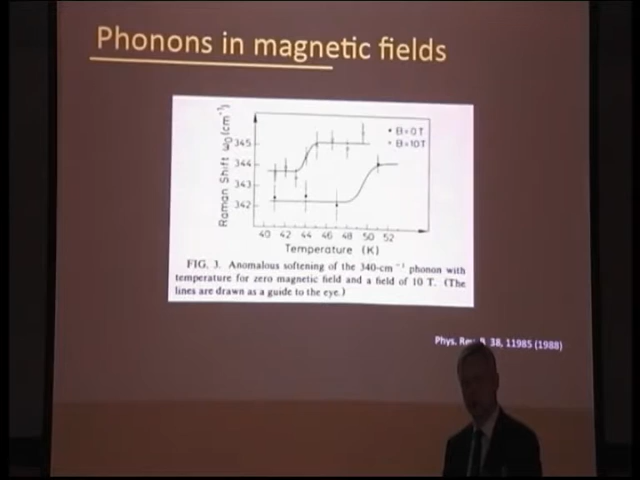 Phonons in magnetic fields
Raman Shift ω₀ (cm⁻¹)
345
344
343
342
• B=0T
B=10T
40 42 44 46 48 50 52
Temperature (K)
FIG. 3. Anomalous softening of the 340-cm⁻¹ phonon with
temperature for zero magnetic field and a field of 10 T. (The
lines are drawn as a guide to the eye.)
Phys. 38, 11985 (1988)